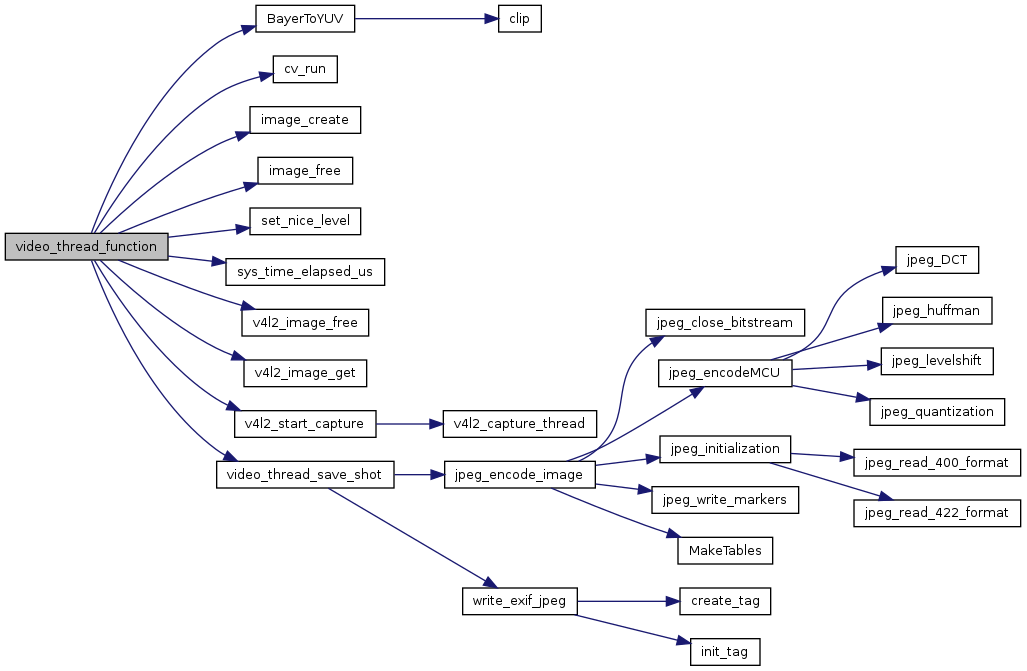 BayerToYUV
clip
cv_run
image_create
image_free
set_nice_level
video_thread_function
sys_time_elapsed_us
jpeg_DCT
v4l2_image_free
jpeg_close_bitstream
jpeg_huffman
v4l2_image_get
jpeg_encodeMCU
jpeg_levelshift
v4l2_start_capture
v4l2_capture_thread
jpeg_quantization
video_thread_save_shot
jpeg_encode_image
jpeg_initialization
jpeg_read_400_format
jpeg_write_markers
jpeg_read_422_format
MakeTables
write_exif_jpeg
create_tag
init_tag